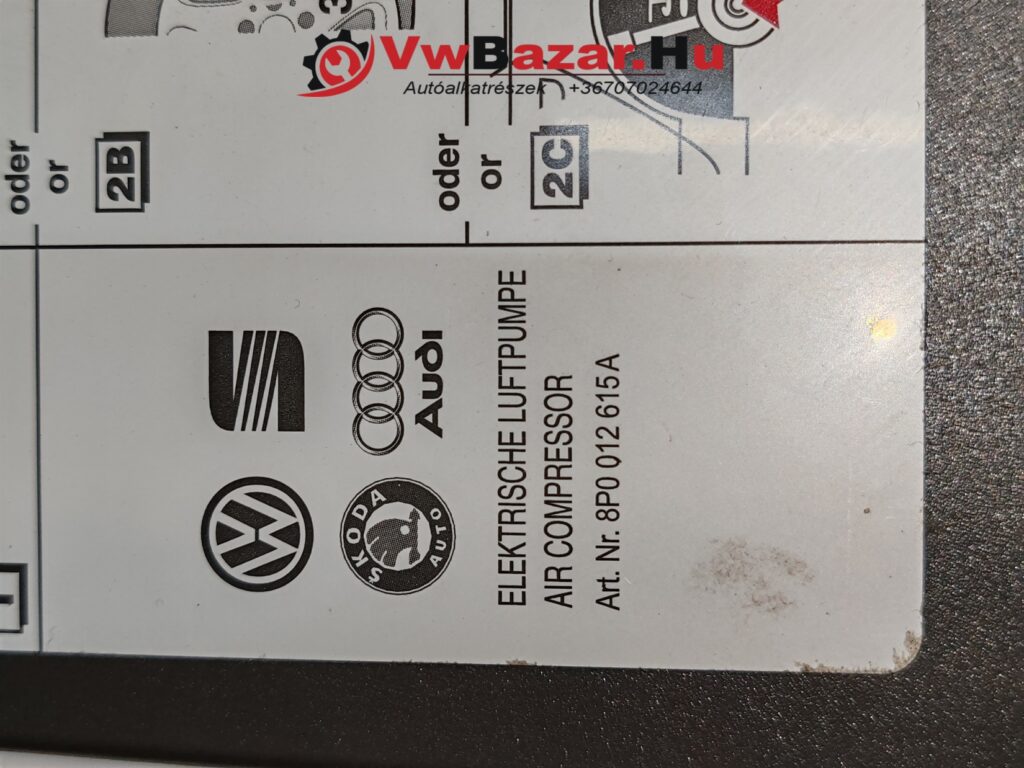 VwBazar.Hu
Autóalkatrészek +36707024644
oder
or
2B
oder
or
2C
Audi
ŠKODA
AUTO
ELEKTRISCHE LUFTPUMPE
AIR COMPRESSOR
Art. Nr. 8P0 012 615 A